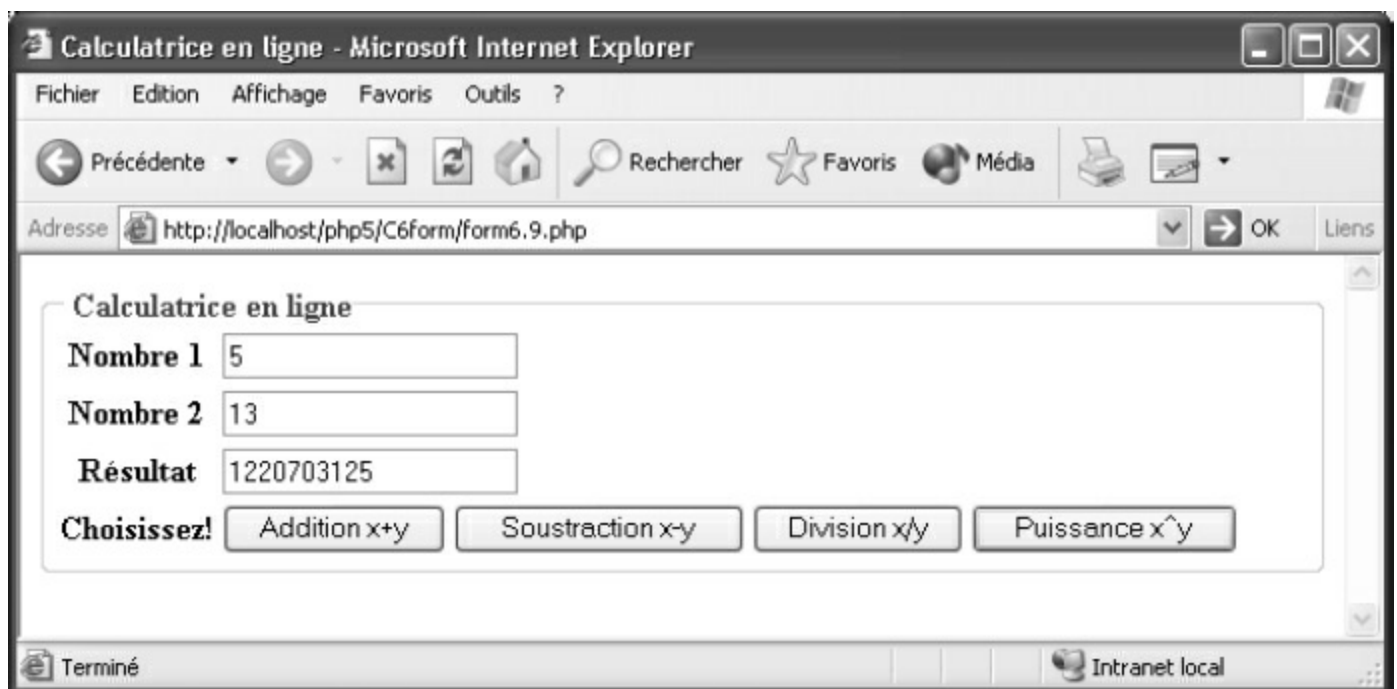 Calculatrice en ligne - Microsoft Internet Explorer
Fichier Edition Affichage Favoris Outils ?
Précédente Rechercher Favoris Média
Adresse http://localhost/php5/C6form/form6.9.php OK Liens
Calculatrice en ligne
Nombre 1 5
Nombre 2 13
Résultat 1220703125
Choisissez! Addition x+y Soustraction x-y Division x/y Puissance x^y
Terminé Intranet local